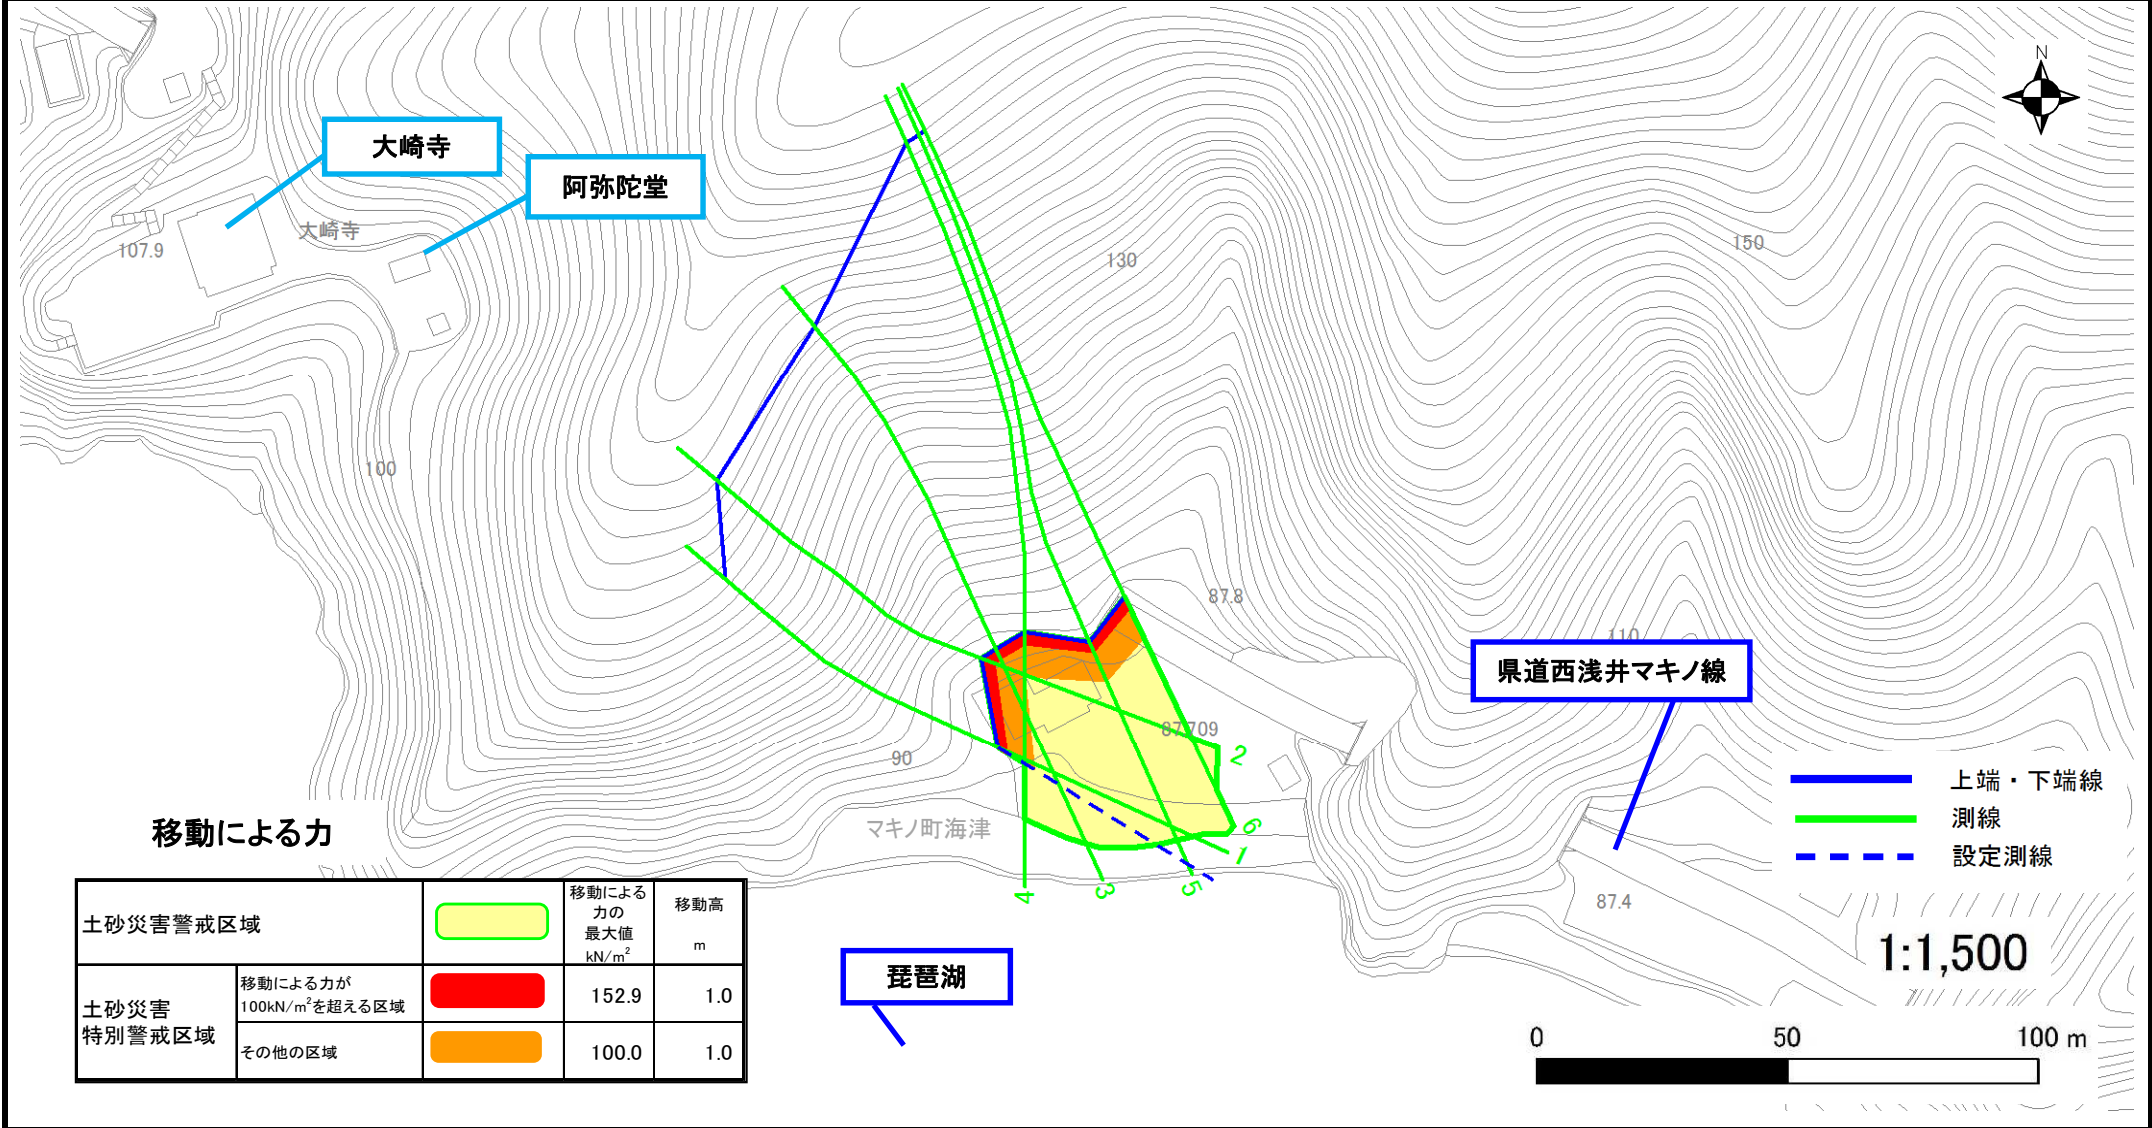 N
大崎寺
阿弥陀堂
大崎寺
107.9
150
130
100
87.8
110
県道西浅井マキノ線
87.709
2
90
上端・下端線
測線
設定測線
マキノ町海津
6
1
5
3
4
87.4
1:1,500
琵琶湖
0 50 100 m
移動による力
土砂災害警戒区域
移動による
力の
最大値
kN/m²
移動高
m
土砂災害
特別警戒区域
移動による力が
100kN/m²を超える区域
152.9 1.0
その他の区域
100.0 1.0